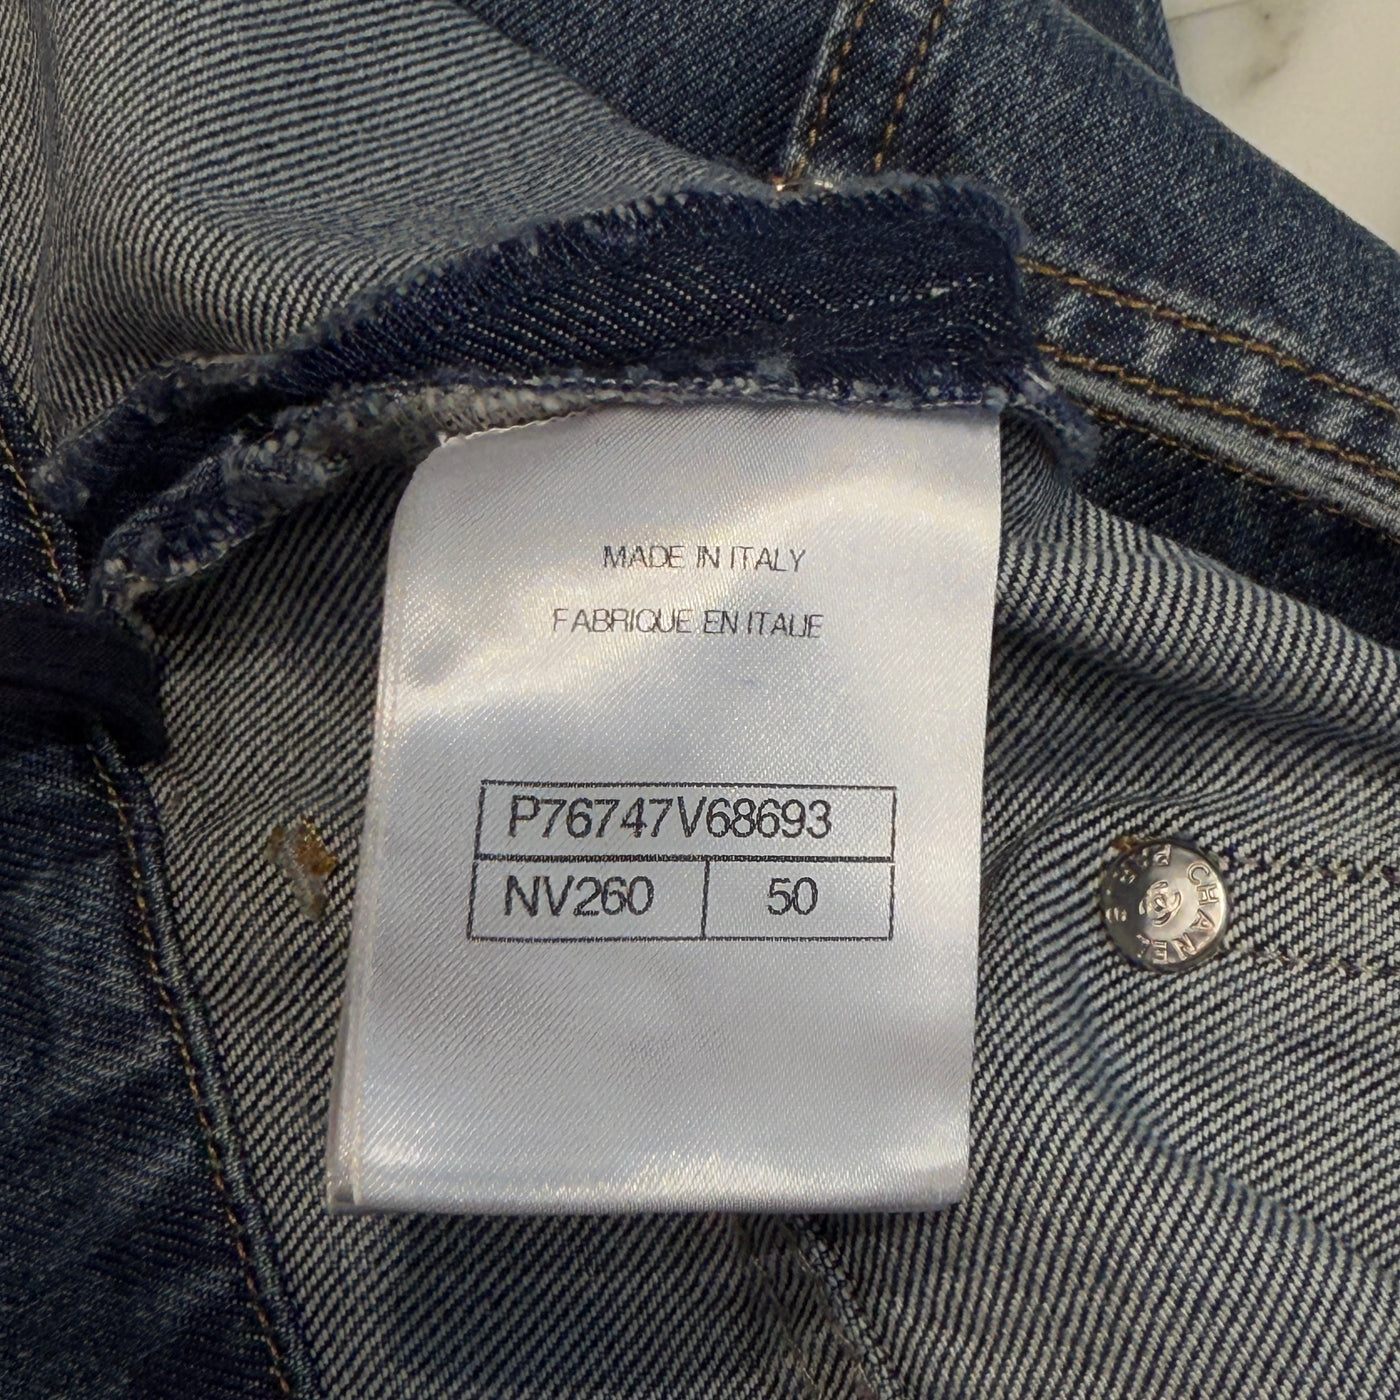 MADE IN ITALY
FABRIQUE EN ITALIE
P76747V68693
NV260 50
CHANEL